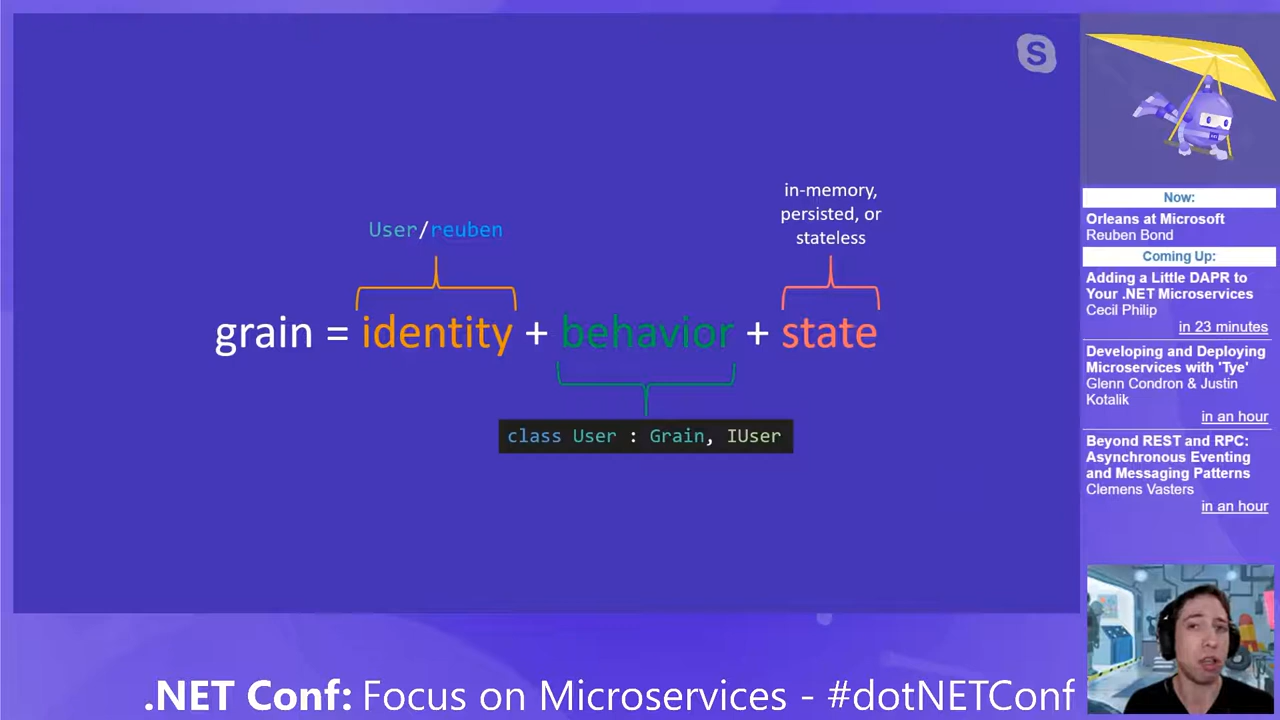 S
in-memory,
persisted, or
stateless
User/reuben
grain = identity + behavior + state
class User : Grain, IUser
Now:
Orleans at Microsoft
Reuben Bond
Coming Up:
Adding a Little DAPR to
Your .NET Microservices
Cecil Philip
in 23 minutes
Developing and Deploying
Microservices with 'Tye'
Glenn Condron & Justin
Kotalik
in an hour
Beyond REST and RPC:
Asynchronous Eventing
and Messaging Patterns
Clemens Vasters
in an hour
.NET Conf: Focus on Microservices - #dotNETConf